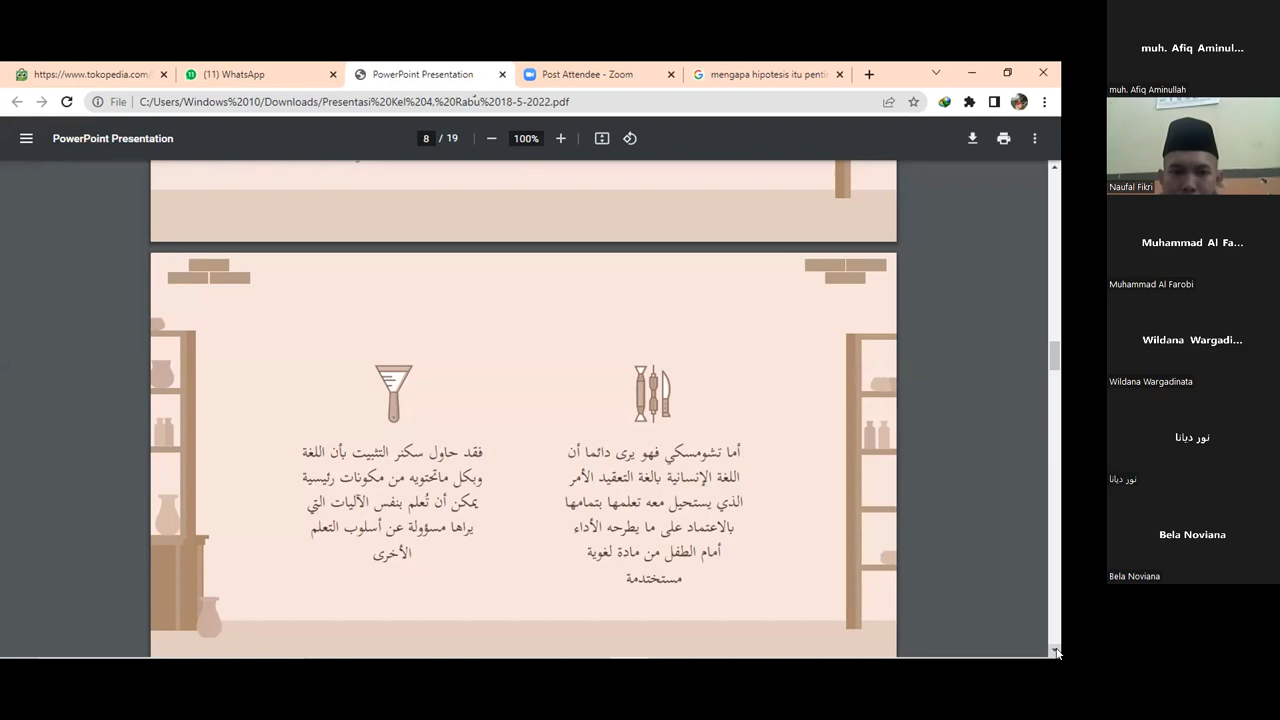 https://www.tokopedia.com/
(11) WhatsApp
PowerPoint Presentation
Post Attendee - Zoom
mengapa hipotesis itu penti
File
C:/Users/Windows%2010/Downloads/Presentasi%20Kel%204.%20Rabu%2018-5-2022.pdf
PowerPoint Presentation
8 / 19
100%
أما تشومسكي فهو يرى دائما أن
اللغة الإنسانية بالغة التعقيد الأمر
الذي يستحيل معه تعلمها بتمامها
بالاعتماد على ما يطرحه الأداء
أمام الطفل من مادة لغوية
مستختدمة
فقد حاول سكنر التثبيت بأن اللغة
وبكل ماتحتويه من مكونات رئيسية
يمكن أن تُعلم بنفس الآليات التي
يراها مسؤولة عن أسلوب التعلم
الأخرى
muh. Afiq Aminul...
muh. Afiq Aminullah
Naufal Fikri
Muhammad Al Fa...
Muhammad Al Farobi
Wildana Wargadi...
Wildana Wargadinata
نور ديانا
نور ديانا
Bela Noviana
Bela Noviana